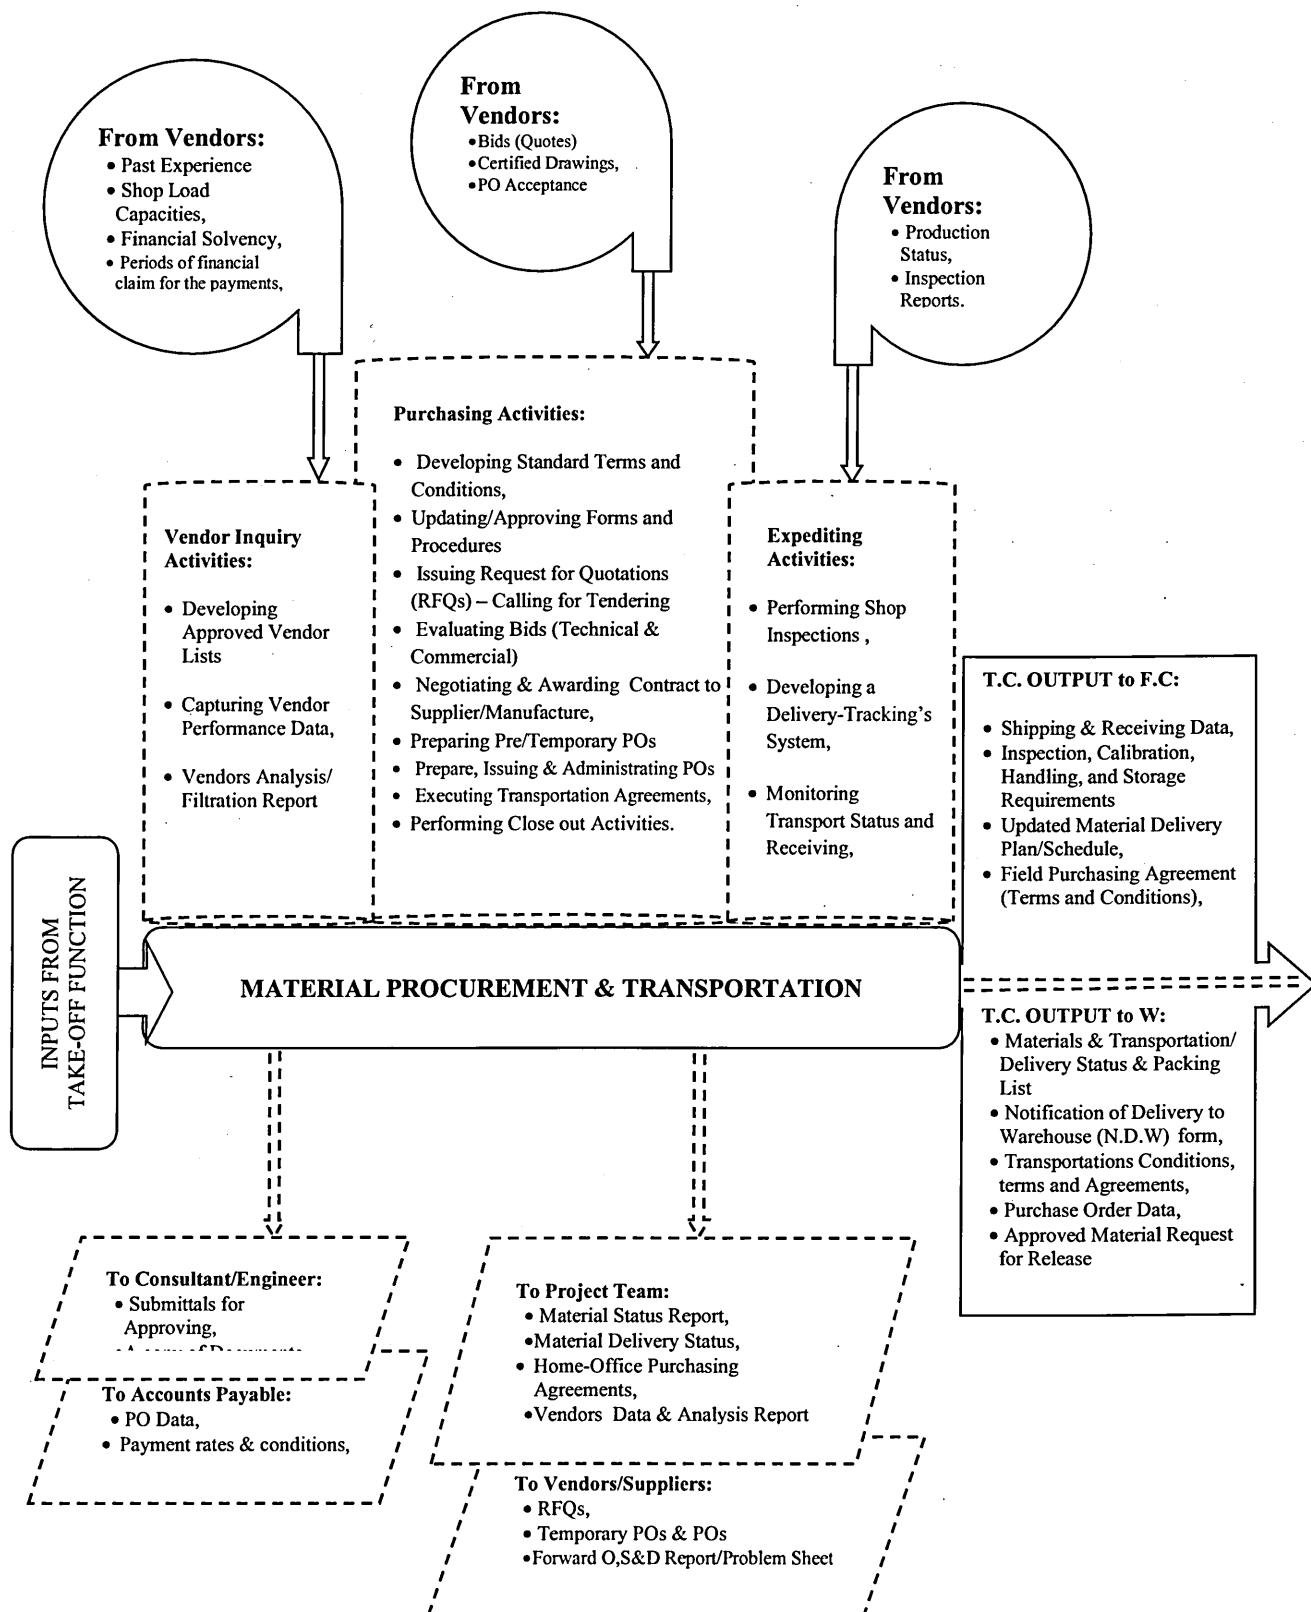 From Vendors:
• Past Experience
• Shop Load
Capacities,
• Financial Solvency,
• Periods of financial
claim for the payments,
From
Vendors:
• Bids (Quotes)
• Certified Drawings,
• PO Acceptance
From
Vendors:
• Production
Status,
• Inspection
Reports.
Vendor Inquiry
Activities:
• Developing
Approved Vendor
Lists
• Capturing Vendor
Performance Data,
• Vendors Analysis/
Filtration Report
Purchasing Activities:
• Developing Standard Terms and
Conditions,
• Updating/Approving Forms and
Procedures
• Issuing Request for Quotations
(RFQs) – Calling for Tendering
• Evaluating Bids (Technical &
Commercial)
• Negotiating & Awarding Contract to
Supplier/Manufacture,
• Preparing Pre/Temporary POs
• Prepare, Issuing & Administrating POs
• Executing Transportation Agreements,
• Performing Close out Activities.
Expediting
Activities:
• Performing Shop
Inspections ,
• Developing a
Delivery-Tracking's
System,
• Monitoring
Transport Status and
Receiving,
INPUTS FROM
TAKE-OFF FUNCTION
MATERIAL PROCUREMENT & TRANSPORTATION
T.C. OUTPUT to F.C:
• Shipping & Receiving Data,
• Inspection, Calibration,
Handling, and Storage
Requirements
• Updated Material Delivery
Plan/Schedule,
• Field Purchasing Agreement
(Terms and Conditions),
T.C. OUTPUT to W:
• Materials & Transportation/
Delivery Status & Packing
List
• Notification of Delivery to
Warehouse (N.D.W) form,
• Transportations Conditions,
terms and Agreements,
• Purchase Order Data,
• Approved Material Request
for Release
To Consultant/Engineer:
• Submittals for
Approving,
• A copy of Documents
To Accounts Payable:
• PO Data,
• Payment rates & conditions,
To Project Team:
• Material Status Report,
• Material Delivery Status,
• Home-Office Purchasing
Agreements,
• Vendors Data & Analysis Report
To Vendors/Suppliers:
• RFQs,
• Temporary POs & POs
• Forward O,S&D Report/Problem Sheet